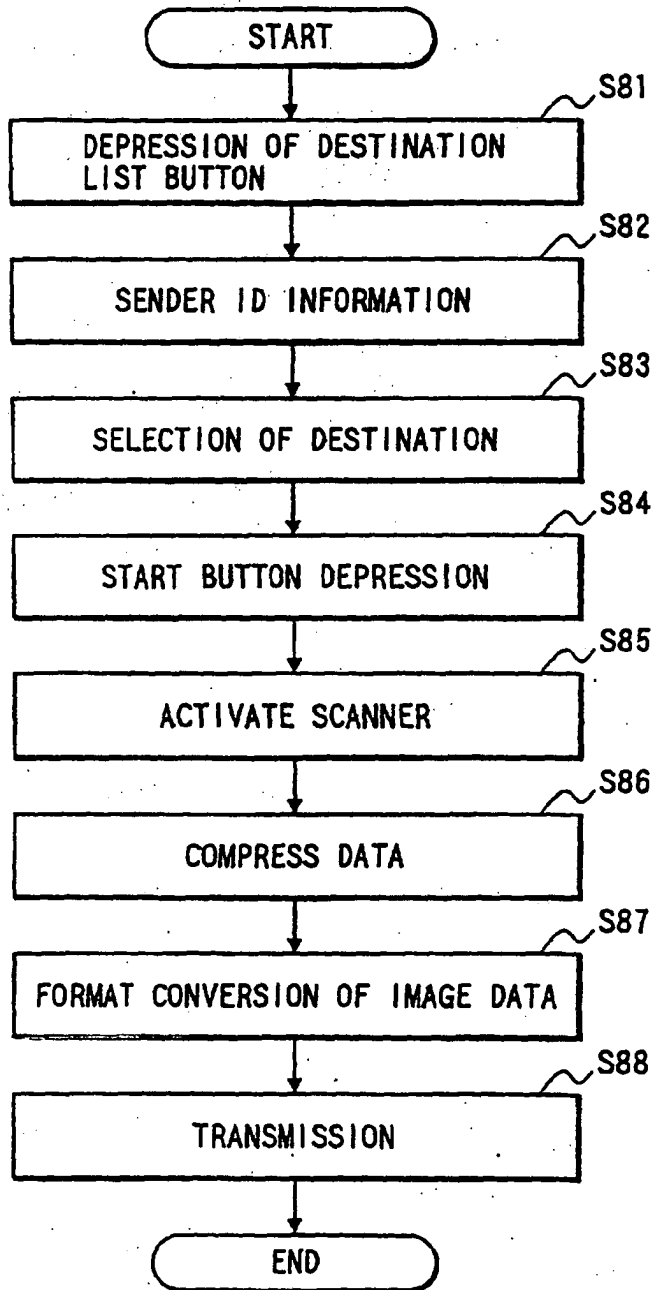 START
S81
DEPRESSION OF DESTINATION
LIST BUTTON
S82
SENDER ID INFORMATION
S83
SELECTION OF DESTINATION
S84
START BUTTON DEPRESSION
S85
ACTIVATE SCANNER
S86
COMPRESS DATA
S87
FORMAT CONVERSION OF IMAGE DATA
S88
TRANSMISSION
END